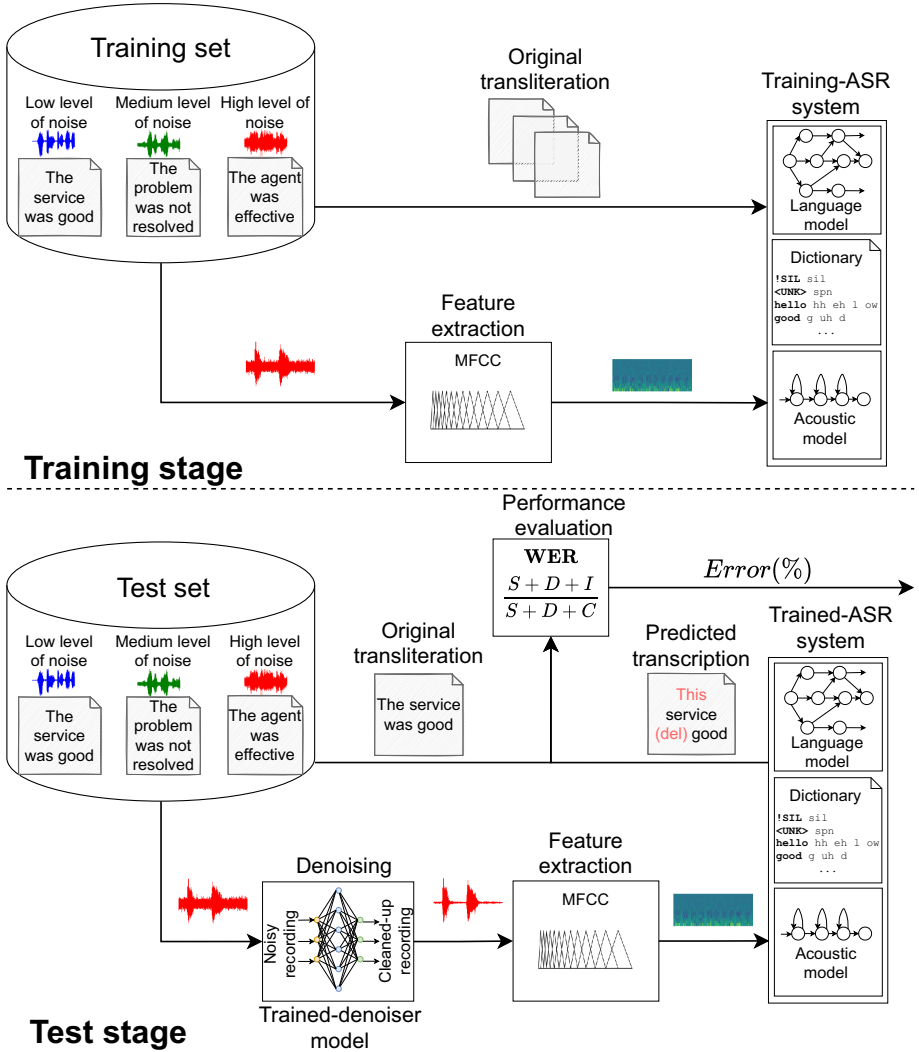 Training set
Low level
of noise
Medium level
of noise
High level of
noise
The
service
was good
The
problem
was not
resolved
The agent
was
effective
Original
transliteration
Training-ASR
system
Language
model
Dictionary
!SIL sil
<UNK> spn
hello hh eh l ow
good g uh d
...
Feature
extraction
MFCC
Acoustic
model
Training stage
Performance
evaluation
WER
S + D + I
S + D + C
Error(%)
Test set
Low level
of noise
Medium level
of noise
High level
of noise
The
service
was good
The
problem
was not
resolved
The agent
was
effective
Original
transliteration
The service
was good
Predicted
transcription
This
service
(del) good
Trained-ASR
system
Language
model
Dictionary
!SIL sil
<UNK> spn
hello hh eh l ow
good g uh d
...
Denoising
Noisy
recording
Cleaned-up
recording
Trained-denoiser
model
Feature
extraction
MFCC
Acoustic
model
Test stage